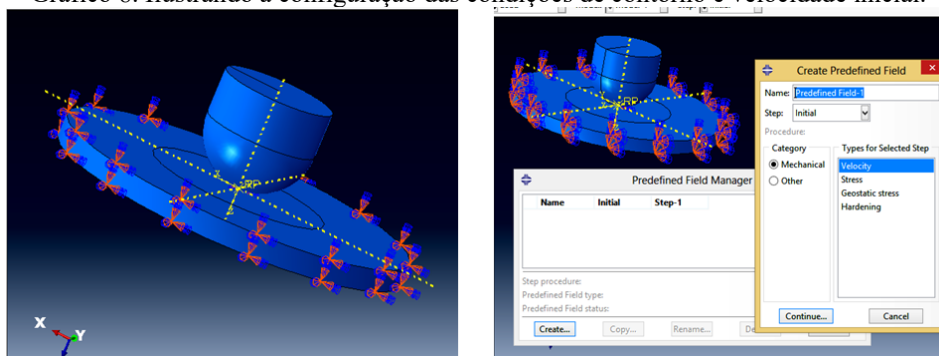 Gráfico 6: Ilustrando a configuração das condições de contorno e velocidade inicial.
RP
X
Y
RP
Create Predefined Field
Name: Predefined Field-1
Step: Initial
Procedure:
Category
Types for Selected Step
Mechanical
Other
Velocity
Stress
Geostatic stress
Hardening
Continue...
Cancel
Predefined Field Manager
Name Initial Step-1
Step procedure:
Predefined Field type:
Predefined Field status:
Create... Copy... Rename...